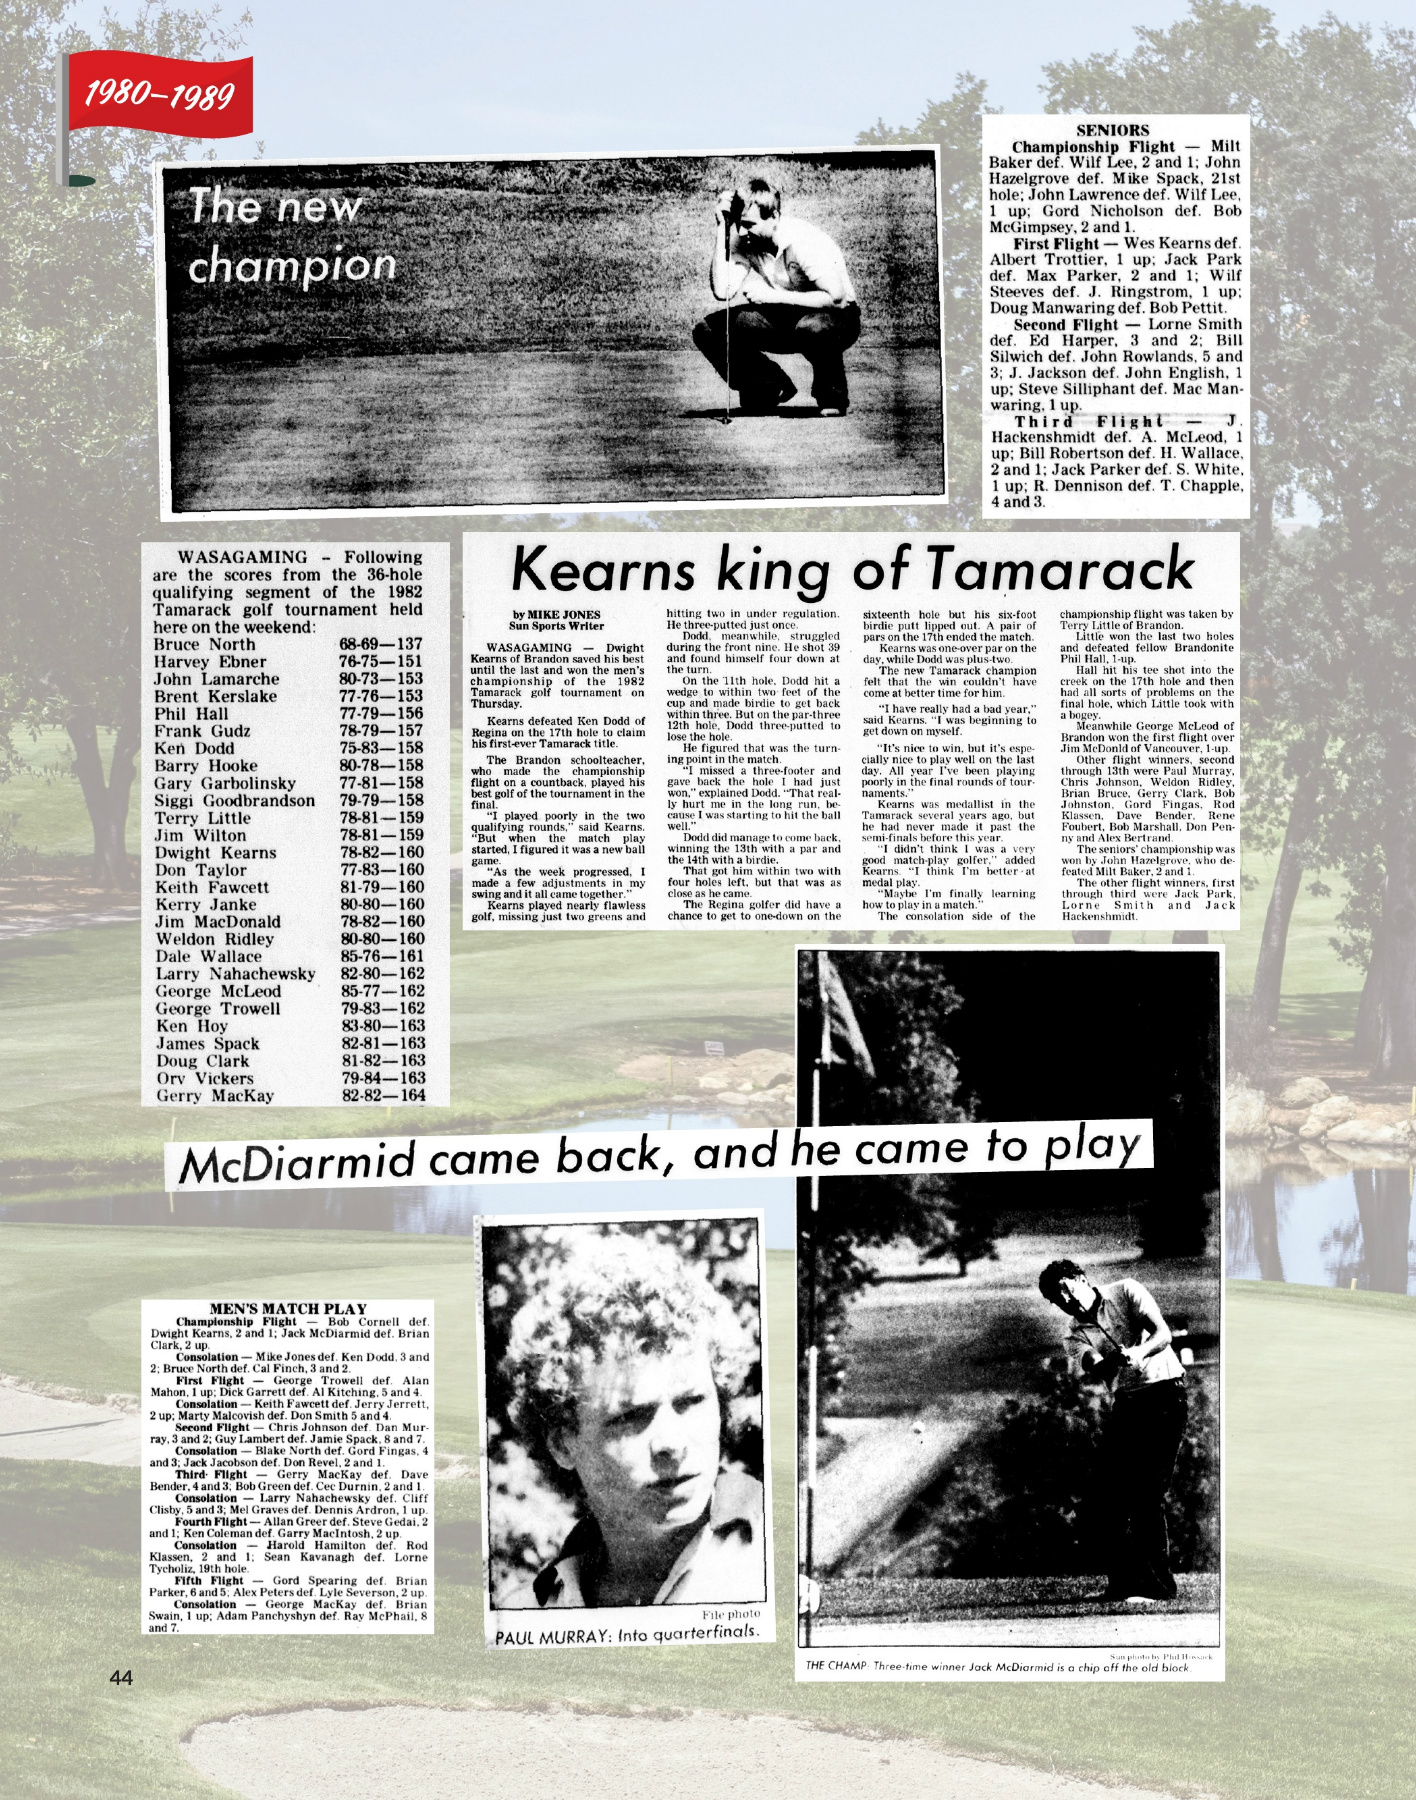 1980–1989
The new
champion
SENIORS
Championship Flight — Milt
Baker def. Wilf Lee, 2 and 1; John
Hazelgrove def. Mike Spack, 21st
hole; John Lawrence def. Wilf Lee,
1 up; Gord Nicholson def. Bob
McGimpsey, 2 and 1.
First Flight — Wes Kearns def.
Albert Trottier, 1 up; Jack Park
def. Max Parker, 2 and 1; Wilf
Steeves def. J. Ringstrom, 1 up;
Doug Manwaring def. Bob Pettit.
Second Flight — Lorne Smith
def. Ed Harper, 3 and 2; Bill
Silwich def. John Rowlands, 5 and
3; J. Jackson def. John English, 1
up; Steve Silliphant def. Mac Man-
waring, 1 up.
Third Flight — J.
Hackenshmidt def. A. McLeod, 1
up; Bill Robertson def. H. Wallace,
2 and 1; Jack Parker def. S. White,
1 up; R. Dennison def. T. Chapple,
4 and 3.
WASAGAMING – Following
are the scores from the 36-hole
qualifying segment of the 1982
Tamarack golf tournament held
here on the weekend:
Bruce North 68-69—137
Harvey Ebner 76-75—151
John Lamarche 80-73—153
Brent Kerslake 77-76—153
Phil Hall 77-79—156
Frank Gudz 78-79—157
Ken Dodd 75-83—158
Barry Hooke 80-78—158
Gary Garbolinsky 77-81—158
Siggi Goodbrandson 79-79—158
Terry Little 78-81—159
Jim Wilton 78-81—159
Dwight Kearns 78-82—160
Don Taylor 77-83—160
Keith Fawcett 81-79—160
Kerry Janke 80-80—160
Jim MacDonald 78-82—160
Weldon Ridley 80-80—160
Dale Wallace 85-76—161
Larry Nahachewsky 82-80—162
George McLeod 85-77—162
George Trowell 79-83—162
Ken Hoy 83-80—163
James Spack 82-81—163
Doug Clark 81-82—163
Orv Vickers 79-84—163
Gerry MacKay 82-82—164
Kearns king of Tamarack
by MIKE JONES
Sun Sports Writer
WASAGAMING — Dwight
Kearns of Brandon saved his best
until the last and won the men's
championship of the 1982
Tamarack golf tournament on
Thursday.
Kearns defeated Ken Dodd of
Regina on the 17th hole to claim
his first-ever Tamarack title.
The Brandon schoolteacher,
who made the championship
flight on a countback, played his
best golf of the tournament in the
final.
"I played poorly in the two
qualifying rounds," said Kearns.
"But when the match play
started, I figured it was a new ball
game.
"As the week progressed, I
made a few adjustments in my
swing and it all came together."
Kearns played nearly flawless
golf, missing just two greens and
hitting two in under regulation.
He three-putted just once.
Dodd, meanwhile, struggled
during the front nine. He shot 39
and found himself four down at
the turn.
On the 11th hole, Dodd hit a
wedge to within two feet of the
cup and made birdie to get back
within three. But on the par-three
12th hole, Dodd three-putted to
lose the hole.
He figured that was the turn-
ing point in the match.
"I missed a three-footer and
gave back the hole I had just
won," explained Dodd. "That real-
ly hurt me in the long run, be-
cause I was starting to hit the ball
well."
Dodd did manage to come back,
winning the 13th with a par and
the 14th with a birdie.
That got him within two with
four holes left, but that was as
close as he came.
The Regina golfer did have a
chance to get to one-down on the
sixteenth hole but his six-foot
birdie putt lipped out. A pair of
pars on the 17th ended the match.
Kearns was one-over par on the
day, while Dodd was plus-two.
The new Tamarack champion
felt that the win couldn't have
come at better time for him.
"I have really had a bad year,"
said Kearns. "I was beginning to
get down on myself.
"It's nice to win, but it's espe-
cially nice to play well on the last
day. All year I've been playing
poorly in the final rounds of tour-
naments."
Kearns was medallist in the
Tamarack several years ago, but
he had never made it past the
semi-finals before this year.
"I didn't think I was a very
good match-play golfer," added
Kearns. "I think I'm better at
medal play.
"Maybe I'm finally learning
how to play in a match."
The consolation side of the
championship flight was taken by
Terry Little of Brandon.
Little won the last two holes
and defeated fellow Brandonite
Phil Hall, 1-up.
Hall hit his tee shot into the
creek on the 17th hole and then
had all sorts of problems on the
final hole, which Little took with
a bogey.
Meanwhile George McLeod of
Brandon won the first flight over
Jim McDonld of Vancouver, 1-up.
Other flight winners, second
through 13th were Paul Murray,
Chris Johnson, Weldon Ridley,
Brian Bruce, Gerry Clark, Bob
Johnston, Gord Fingas, Rod
Klassen, Dave Bender, Rene
Foubert, Bob Marshall, Don Pen-
ny and Alex Bertrand.
The seniors' championship was
won by John Hazelgrove, who de-
feated Milt Baker, 2 and 1.
The other flight winners, first
through third were Jack Park,
Lorne Smith and Jack
Hackenshmidt.
McDiarmid came back, and he came to play
MEN'S MATCH PLAY
Championship Flight — Bob Cornell def.
Dwight Kearns, 2 and 1; Jack McDiarmid def. Brian
Clark, 2 up.
Consolation — Mike Jones def. Ken Dodd, 3 and
2; Bruce North def. Cal Finch, 3 and 2.
First Flight — George Trowell def. Alan
Mahon, 1 up; Dick Garrett def. Al Kitching, 5 and 4.
Consolation — Keith Fawcett def. Jerry Jerrett,
2 up; Marty Malcovish def. Don Smith 5 and 4.
Second Flight — Chris Johnson def. Dan Mur-
ray, 3 and 2; Guy Lambert def. Jamie Spack, 8 and 7.
Consolation — Blake North def. Gord Fingas, 4
and 3; Jack Jacobson def. Don Revel, 2 and 1.
Third Flight — Gerry MacKay def. Dave
Bender, 4 and 3; Bob Green def. Cec Durnin, 2 and 1.
Consolation — Larry Nahachewsky def. Cliff
Clisby, 5 and 3; Mel Graves def. Dennis Ardron, 1 up.
Fourth Flight — Allan Greer def. Steve Gedai, 2
and 1; Ken Coleman def. Garry MacIntosh, 2 up.
Consolation — Harold Hamilton def. Rod
Klassen, 2 and 1; Sean Kavanagh def. Lorne
Tycholiz, 19th hole.
Fifth Flight — Gord Spearing def. Brian
Parker, 6 and 5; Alex Peters def. Lyle Severson, 2 up.
Consolation — George MacKay def. Brian
Swain, 1 up; Adam Panchyshyn def. Ray McPhail, 8
and 7.
File photo
PAUL MURRAY: Into quarterfinals.
Sun photo by Phil Hossack
THE CHAMP: Three-time winner Jack McDiarmid is a chip off the old block.
44